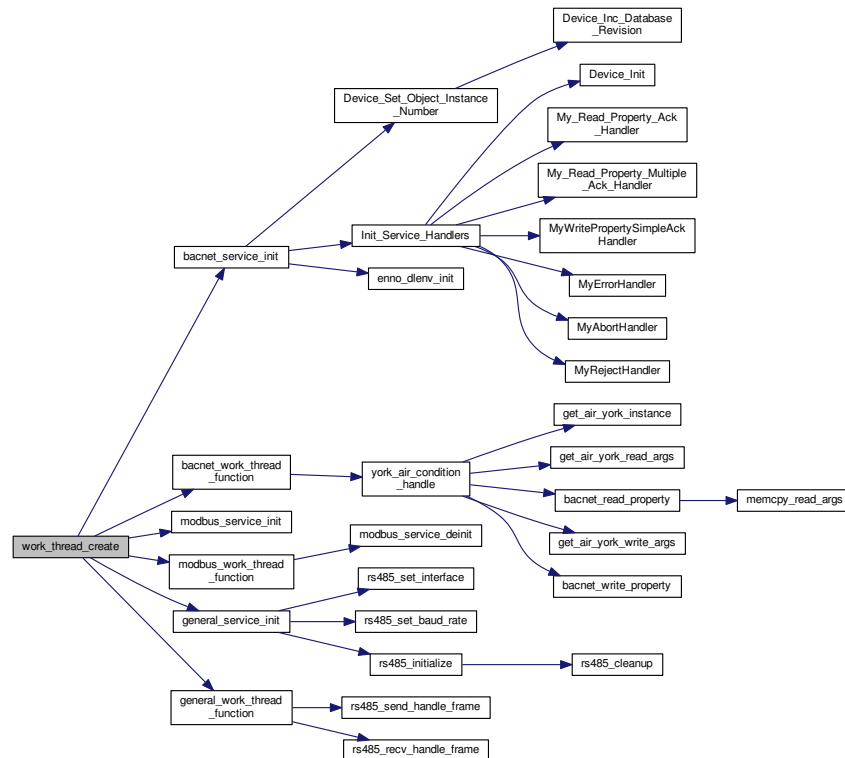 Device_Inc_Database
_Revision
Device_Init
Device_Set_Object_Instance
_Number
My_Read_Property_Ack
_Handler
My_Read_Property_Multiple
_Ack_Handler
Init_Service_Handlers
MyWritePropertySimpleAck
Handler
bacnet_service_init
enno_dlenv_init
MyErrorHandler
MyAbortHandler
MyRejectHandler
get_air_york_instance
bacnet_work_thread
_function
york_air_condition
_handle
get_air_york_read_args
bacnet_read_property
memcpy_read_args
modbus_service_init
work_thread_create
modbus_service_deinit
get_air_york_write_args
modbus_work_thread
_function
rs485_set_interface
bacnet_write_property
general_service_init
rs485_set_baud_rate
rs485_initialize
rs485_cleanup
general_work_thread
_function
rs485_send_handle_frame
rs485_recv_handle_frame